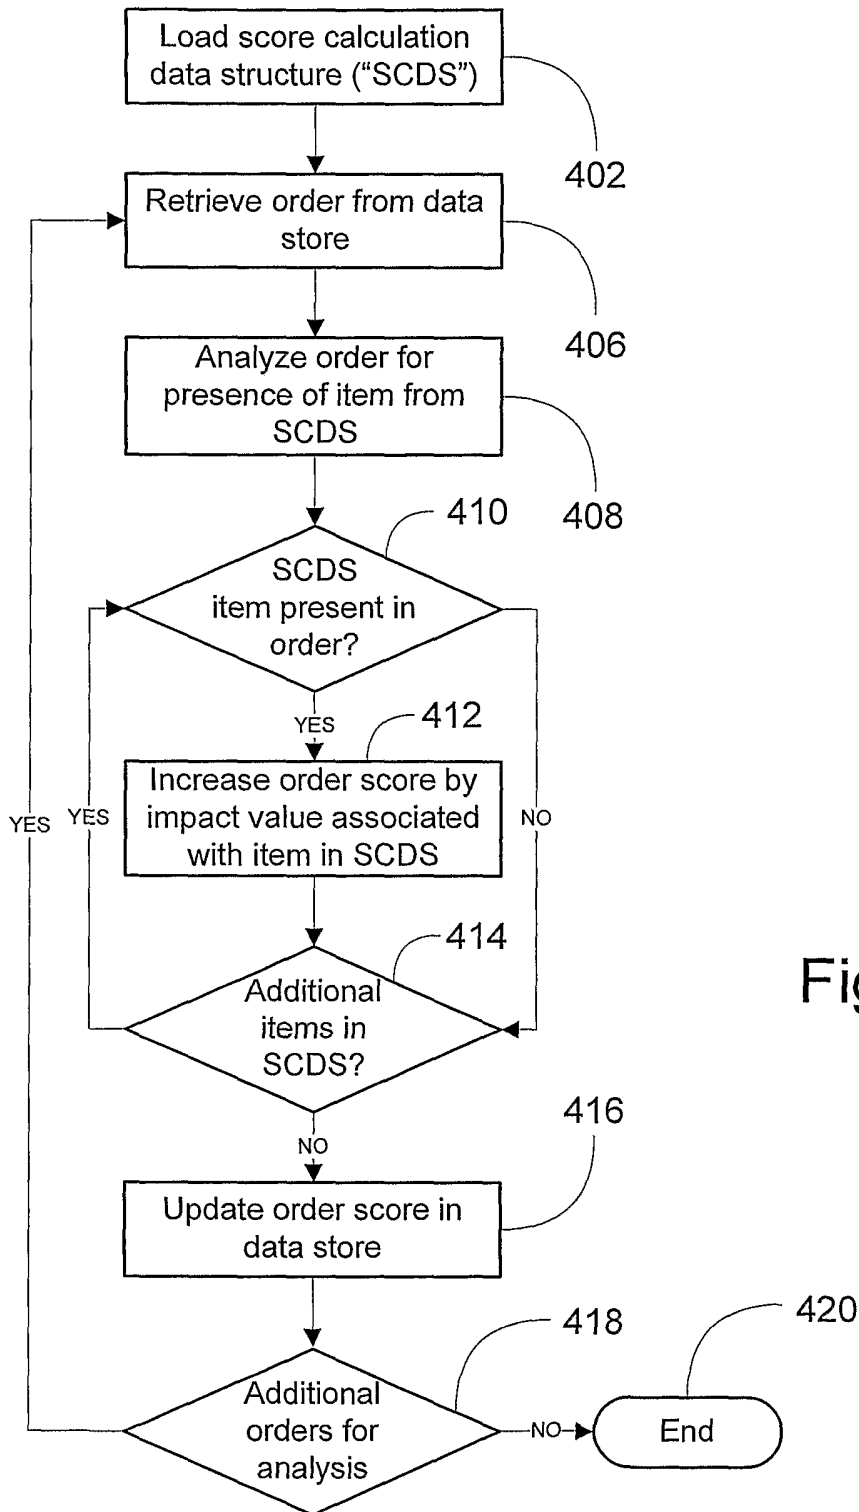 Load score calculation
data structure (“SCDS”)
402
Retrieve order from data
store
406
Analyze order for
presence of item from
SCDS
408
410
SCDS
item present in
order?
YES
412
Increase order score by
impact value associated
with item in SCDS
YES
YES
NO
414
Additional
items in
SCDS?
Fig
NO
416
Update order score in
data store
418
420
Additional
orders for
analysis
NO
End